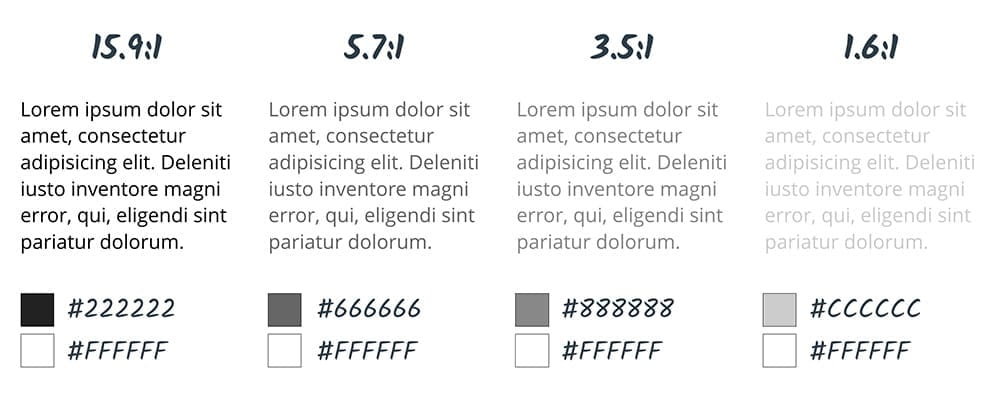 15.9:1
Lorem ipsum dolor sit
amet, consectetur
adipisicing elit. Deleniti
iusto inventore magni
error, qui, eligendi sint
pariatur dolorum.
#222222
#FFFFFF
5.7:1
Lorem ipsum dolor sit
amet, consectetur
adipisicing elit. Deleniti
iusto inventore magni
error, qui, eligendi sint
pariatur dolorum.
#666666
#FFFFFF
3.5:1
Lorem ipsum dolor sit
amet, consectetur
adipisicing elit. Deleniti
iusto inventore magni
error, qui, eligendi sint
pariatur dolorum.
#888888
#FFFFFF
1.6:1
Lorem ipsum dolor sit
amet, consectetur
adipisicing elit. Deleniti
iusto inventore magni
error, qui, eligendi sint
pariatur dolorum.
#CCCCCC
#FFFFFF